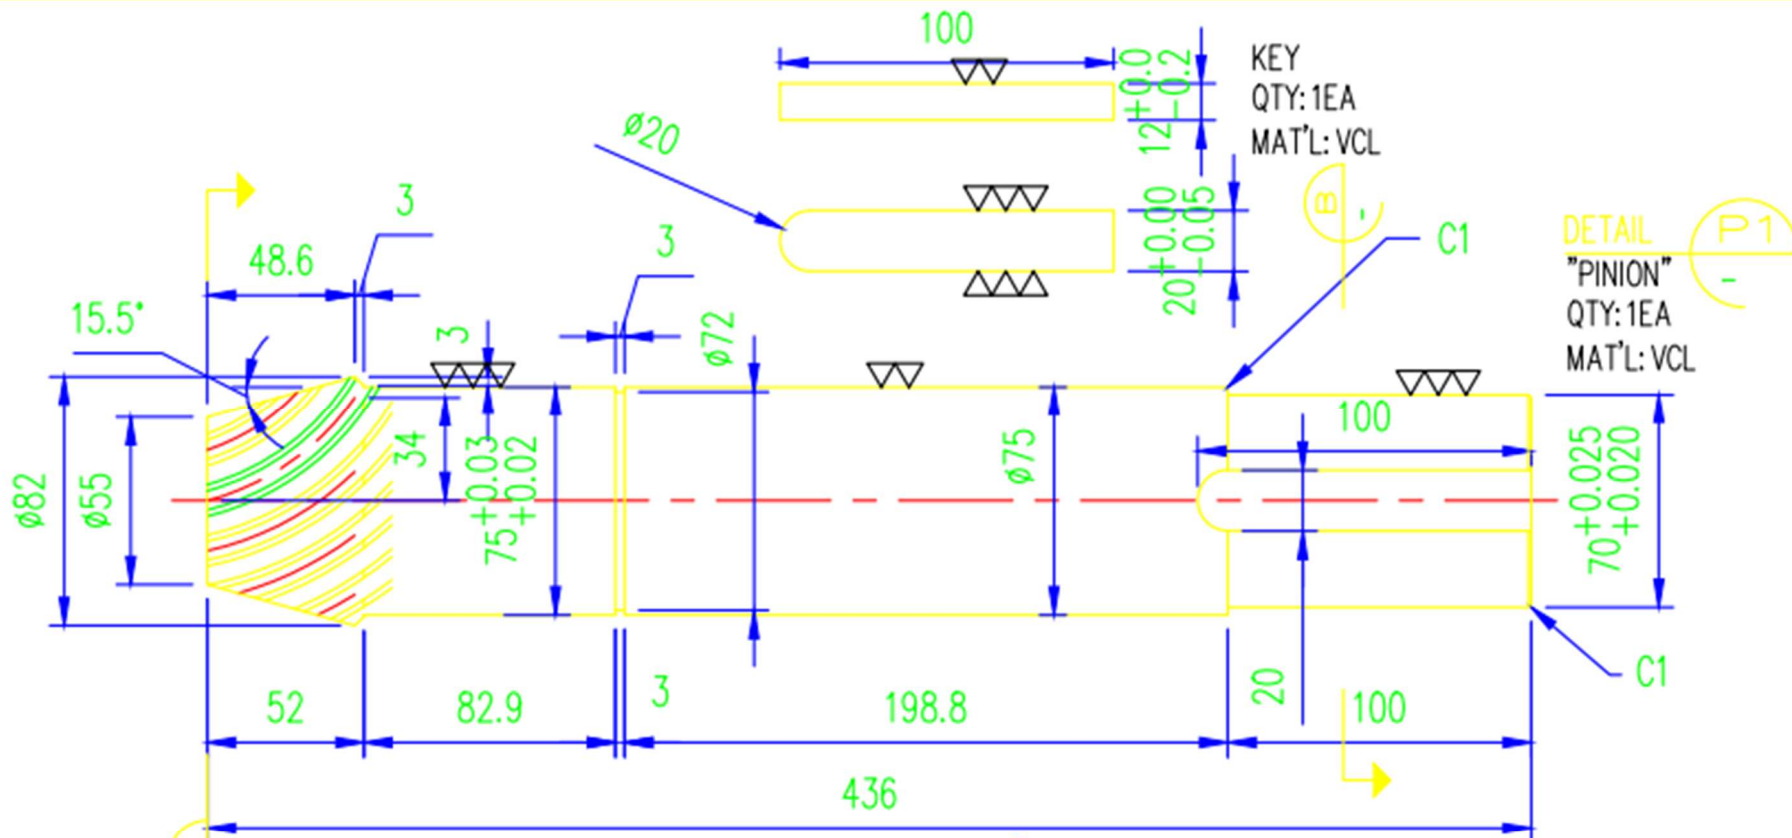 100
12+0.0
-0.2
KEY
QTY: 1EA
MAT'L: VCL
ø20
3
48.6
15.5°
3
3
ø72
20+0.00
-0.05
B
-
C1
DETAIL
P1
"PINION"
-
QTY: 1EA
MAT'L: VCL
ø82
ø55
34
75+0.03
+0.02
ø75
100
70+0.025
+0.020
52
82.9
3
198.8
20
100
C1
436